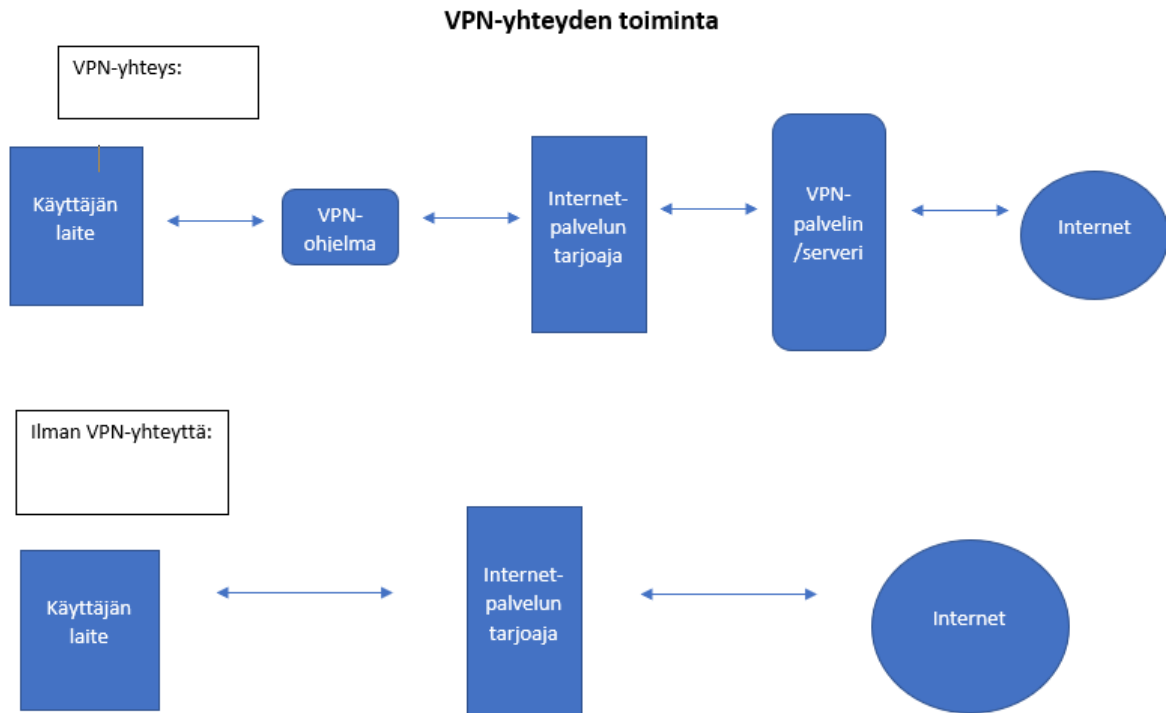 VPN-yhteyden toiminta
VPN-yhteys:
Käyttäjän
laite
VPN-
ohjelma
Internet-
palvelun
tarjoaja
VPN-
palvelin
/serveri
Internet
Ilman VPN-yhteyttä:
Käyttäjän
laite
Internet-
palvelun
tarjoaja
Internet